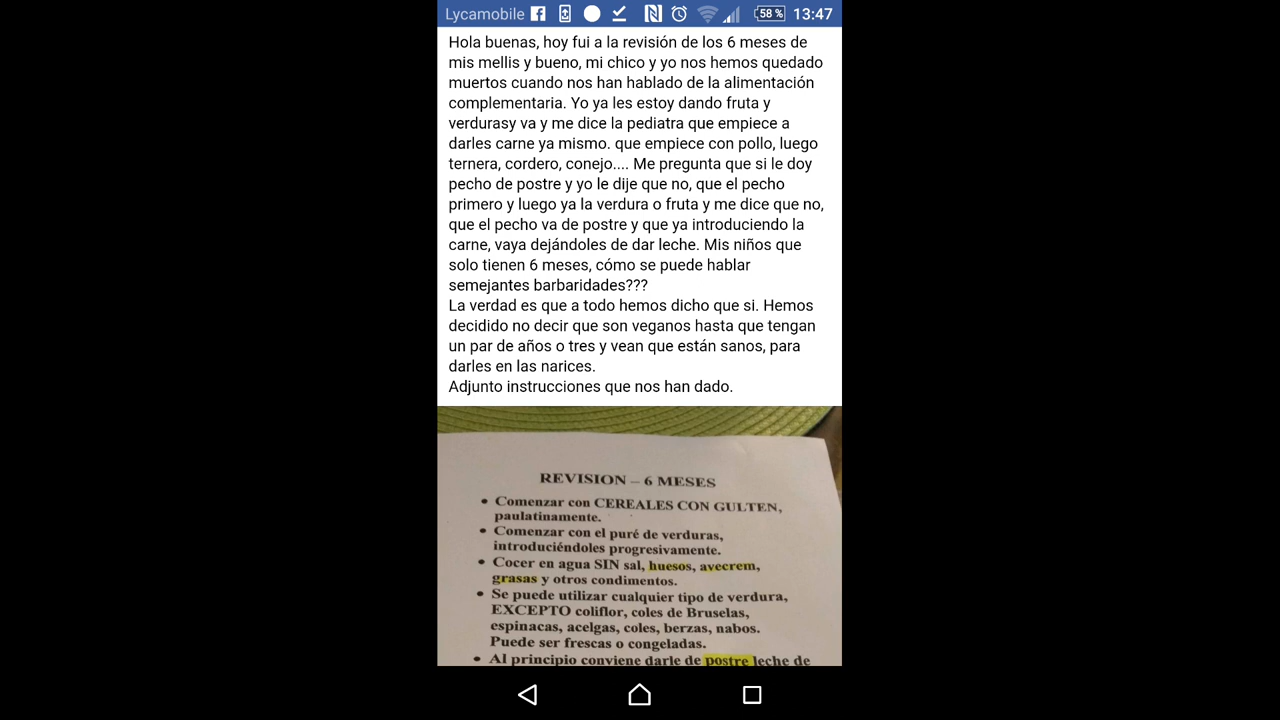 Lycamobile 58 % 13:47
Hola buenas, hoy fui a la revisión de los 6 meses de
mis mellis y bueno, mi chico y yo nos hemos quedado
muertos cuando nos han hablado de la alimentación
complementaria. Yo ya les estoy dando fruta y
verdurasy va y me dice la pediatra que empiece a
darles carne ya mismo. que empiece con pollo, luego
ternera, cordero, conejo.... Me pregunta que si le doy
pecho de postre y yo le dije que no, que el pecho
primero y luego ya la verdura o fruta y me dice que no,
que el pecho va de postre y que ya introduciendo la
carne, vaya dejándoles de dar leche. Mis niños que
solo tienen 6 meses, cómo se puede hablar
semejantes barbaridades???
La verdad es que a todo hemos dicho que si. Hemos
decidido no decir que son veganos hasta que tengan
un par de años o tres y vean que están sanos, para
darles en las narices.
Adjunto instrucciones que nos han dado.
REVISION – 6 MESES
• Comenzar con CEREALES CON GULTEN,
paulatinamente.
• Comenzar con el puré de verduras,
introduciéndoles progresivamente.
• Cocer en agua SIN sal, huesos, avecrem,
grasas y otros condimentos.
• Se puede utilizar cualquier tipo de verdura,
EXCEPTO coliflor, coles de Bruselas,
espinacas, acelgas, coles, berzas, nabos.
Puede ser frescas o congeladas.
• Al principio conviene darle de postre leche de